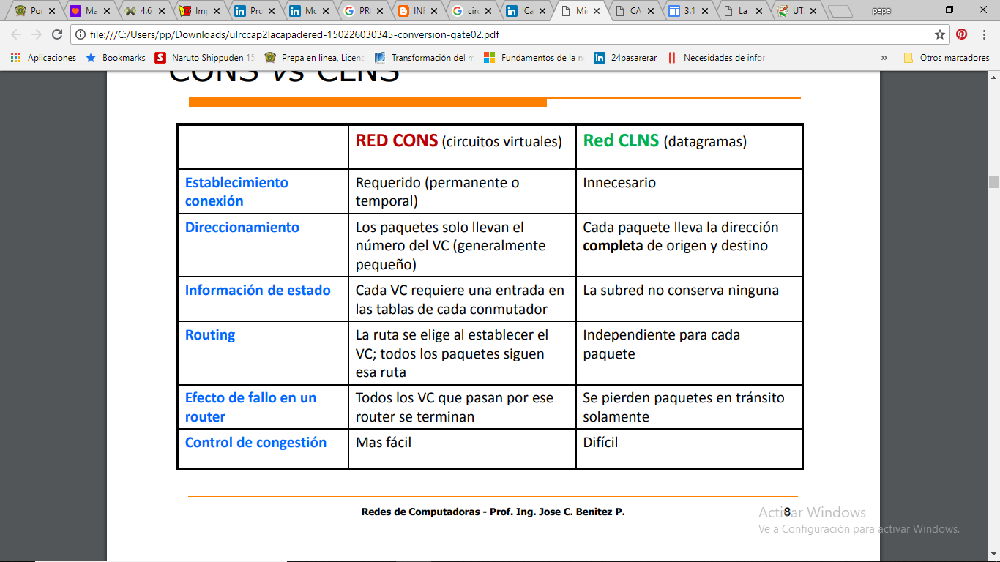 Por
Ma
4.6
Imp
Pro
Mo
PR
INF
circ
'Ca
Mi
CA
3.1
La
UT
pepe
file:///C:/Users/pp/Downloads/ulrccap2lacapadered-150226030345-conversion-gate02.pdf
Aplicaciones
Bookmarks
Naruto Shippuden 15
Prepa en linea, Licenc
Transformación del m
Fundamentos de la n
24pasarerar
Necesidades de infor
»
Otros marcadores
CONS vs CLNS
RED CONS (circuitos virtuales)
Red CLNS (datagramas)
Establecimiento
conexión
Requerido (permanente o
temporal)
Innecesario
Direccionamiento
Los paquetes solo llevan el
número del VC (generalmente
pequeño)
Cada paquete lleva la dirección
completa de origen y destino
Información de estado
Cada VC requiere una entrada en
las tablas de cada conmutador
La subred no conserva ninguna
Routing
La ruta se elige al establecer el
VC; todos los paquetes siguen
esa ruta
Independiente para cada
paquete
Efecto de fallo en un
router
Todos los VC que pasan por ese
router se terminan
Se pierden paquetes en tránsito
solamente
Control de congestión
Mas fácil
Difícil
Redes de Computadoras - Prof. Ing. Jose C. Benitez P.
8
Activar Windows
Ve a Configuración para activar Windows.